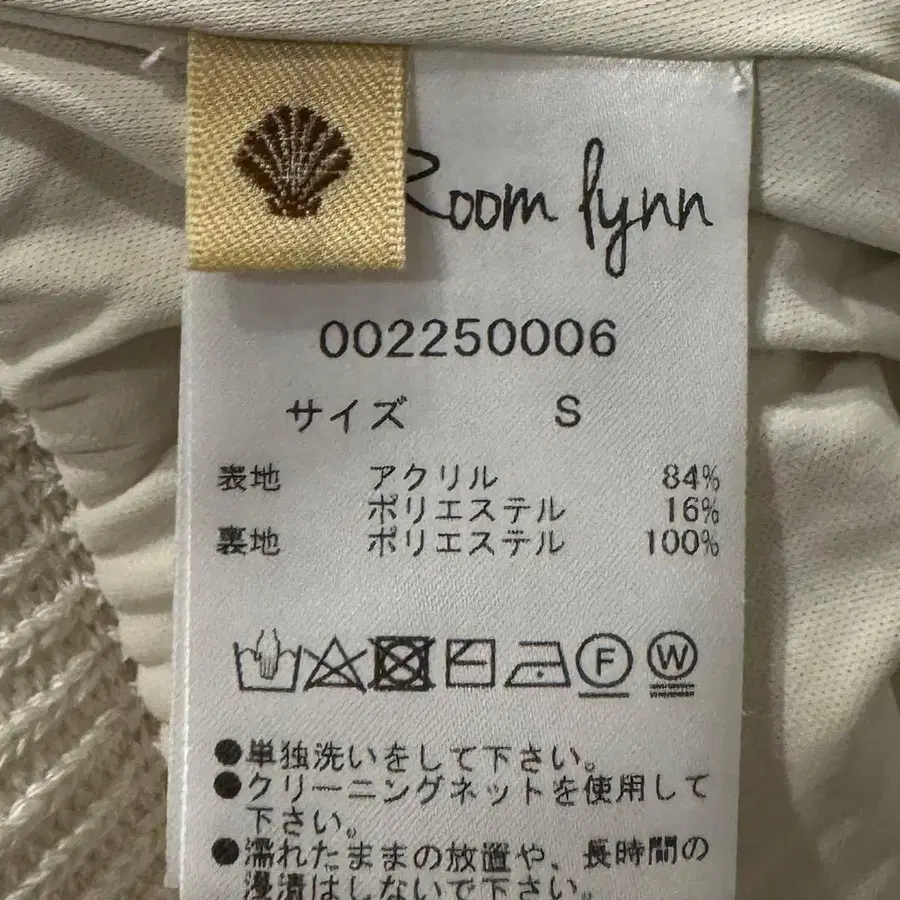 Room lynn
002250006
サイズ S
表地 アクリル 84%
ポリエステル 16%
裏地 ポリエステル 100%
F W
●単独洗いをして下さい。
●クリーニングネットを使用して
下さい。
●濡れたままの放置や、長時間の
浸漬はしないで下さい。